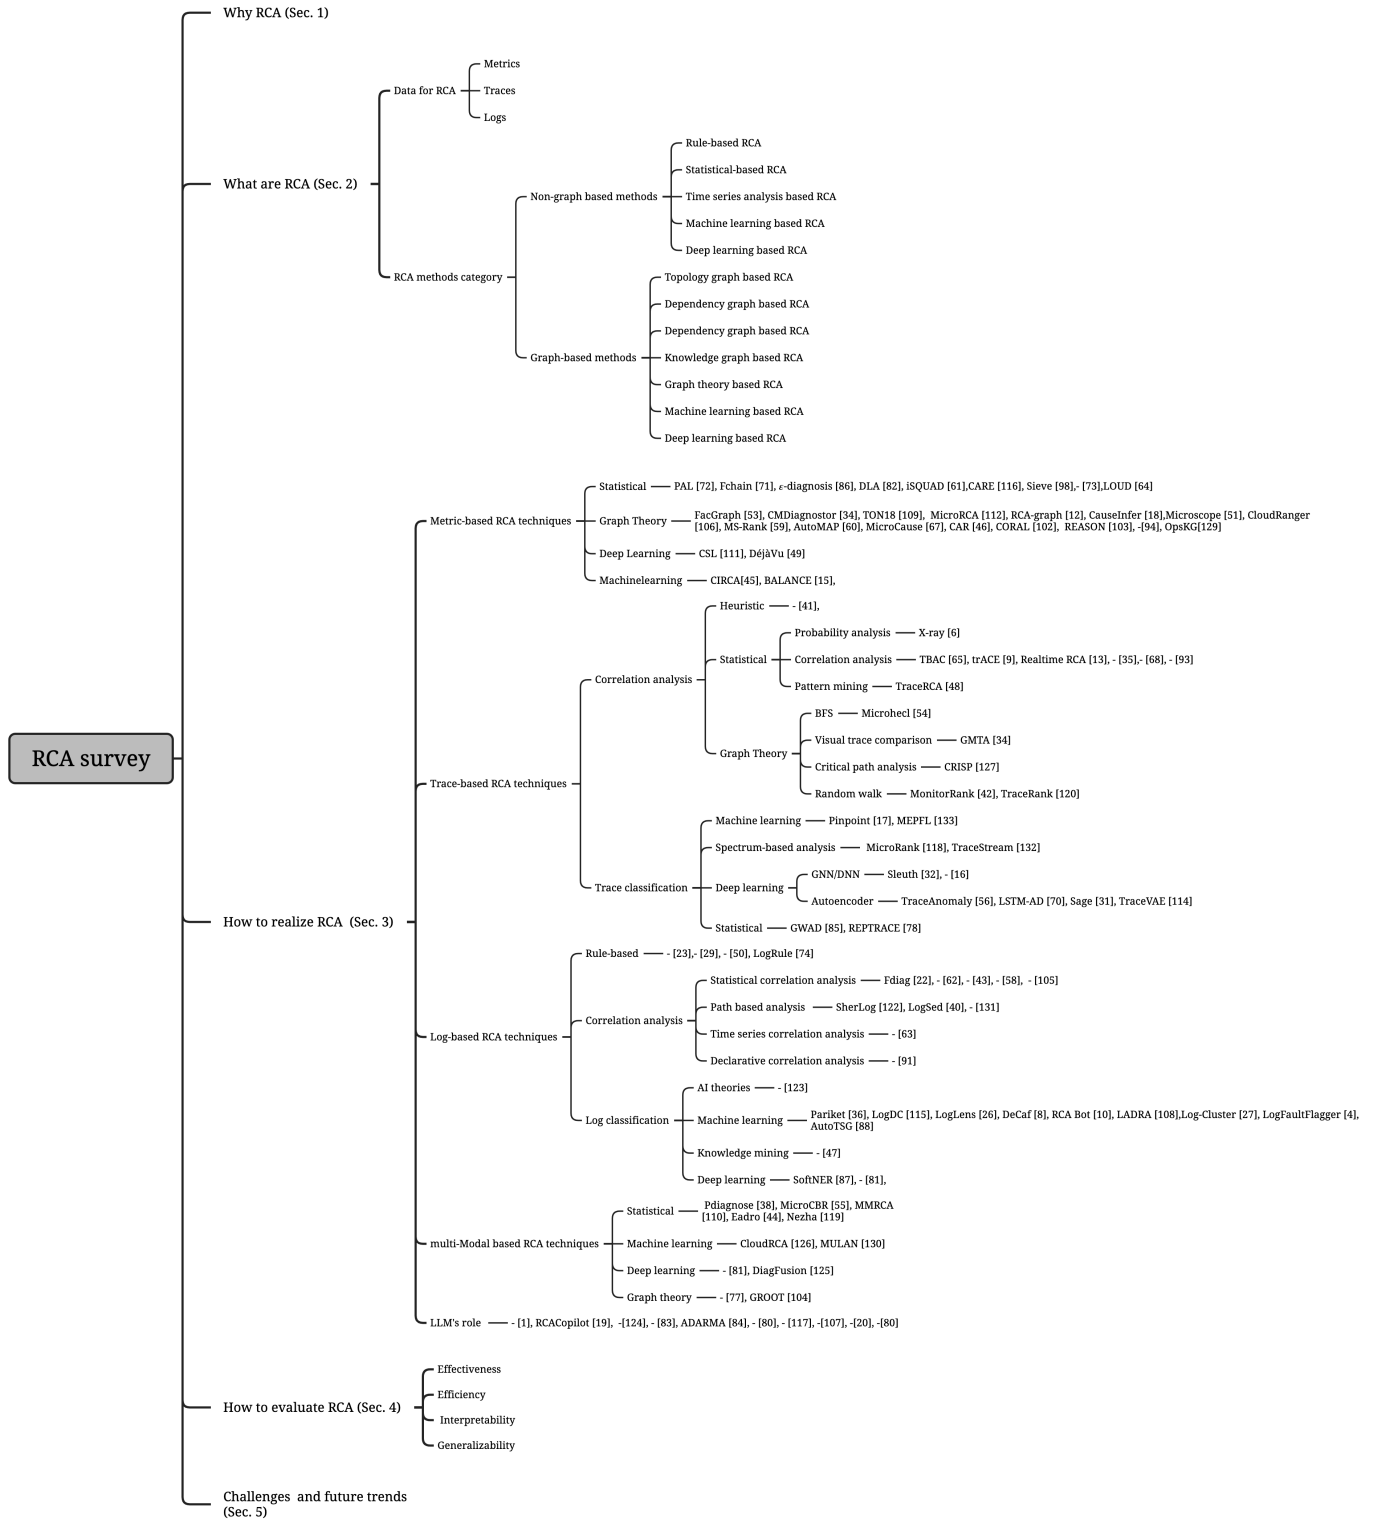 Why RCA (Sec. 1)
Metrics
Data for RCA
Traces
Logs
Rule-based RCA
Statistical-based RCA
What are RCA (Sec. 2)
Non-graph based methods
Time series analysis based RCA
Machine learning based RCA
Deep learning based RCA
RCA methods category
Topology graph based RCA
Dependency graph based RCA
Dependency graph based RCA
Graph-based methods
Knowledge graph based RCA
Graph theory based RCA
Machine learning based RCA
Deep learning based RCA
Statistical
PAL [72], Fchain [71], ε-diagnosis [86], DLA [82], iSQUAD [61],CARE [116], Sieve [98],- [73],LOUD [64]
Metric-based RCA techniques
Graph Theory
FacGraph [53], CMDiagnostor [34], TON18 [109],  MicroRCA [112], RCA-graph [12], CauseInfer [18],Microscope [51], CloudRanger
[106], MS-Rank [59], AutoMAP [60], MicroCause [67], CAR [46], CORAL [102],  REASON [103], -[94], OpsKG[129]
Deep Learning
CSL [111], DéjàVu [49]
Machinelearning
CIRCA[45], BALANCE [15],
Heuristic
- [41],
Probability analysis
X-ray [6]
Statistical
Correlation analysis
TBAC [65], trACE [9], Realtime RCA [13], - [35],- [68], - [93]
Correlation analysis
Pattern mining
TraceRCA [48]
BFS
Microhecl [54]
Visual trace comparison
GMTA [34]
Graph Theory
Critical path analysis
CRISP [127]
RCA survey
Trace-based RCA techniques
Random walk
MonitorRank [42], TraceRank [120]
Machine learning
Pinpoint [17], MEPFL [133]
Spectrum-based analysis
MicroRank [118], TraceStream [132]
GNN/DNN
Sleuth [32], - [16]
Trace classification
Deep learning
Autoencoder
TraceAnomaly [56], LSTM-AD [70], Sage [31], TraceVAE [114]
How to realize RCA  (Sec. 3)
Statistical
GWAD [85], REPTRACE [78]
Rule-based
- [23],- [29], - [50], LogRule [74]
Statistical correlation analysis
Fdiag [22], - [62], - [43], - [58],  - [105]
Path based analysis
SherLog [122], LogSed [40], - [131]
Correlation analysis
Log-based RCA techniques
Time series correlation analysis
- [63]
Declarative correlation analysis
- [91]
AI theories
- [123]
Log classification
Machine learning
Pariket [36], LogDC [115], LogLens [26], DeCaf [8], RCA Bot [10], LADRA [108],Log-Cluster [27], LogFaultFlagger [4],
AutoTSG [88]
Knowledge mining
- [47]
Deep learning
SoftNER [87], - [81],
Statistical
Pdiagnose [38], MicroCBR [55], MMRCA
[110], Eadro [44], Nezha [119]
multi-Modal based RCA techniques
Machine learning
CloudRCA [126], MULAN [130]
Deep learning
- [81], DiagFusion [125]
Graph theory
- [77], GROOT [104]
LLM's role
- [1], RCACopilot [19],  -[124], - [83], ADARMA [84], - [80], - [117], -[107], -[20], -[80]
Effectiveness
Efficiency
How to evaluate RCA (Sec. 4)
Interpretability
Generalizability
Challenges  and future trends
(Sec. 5)